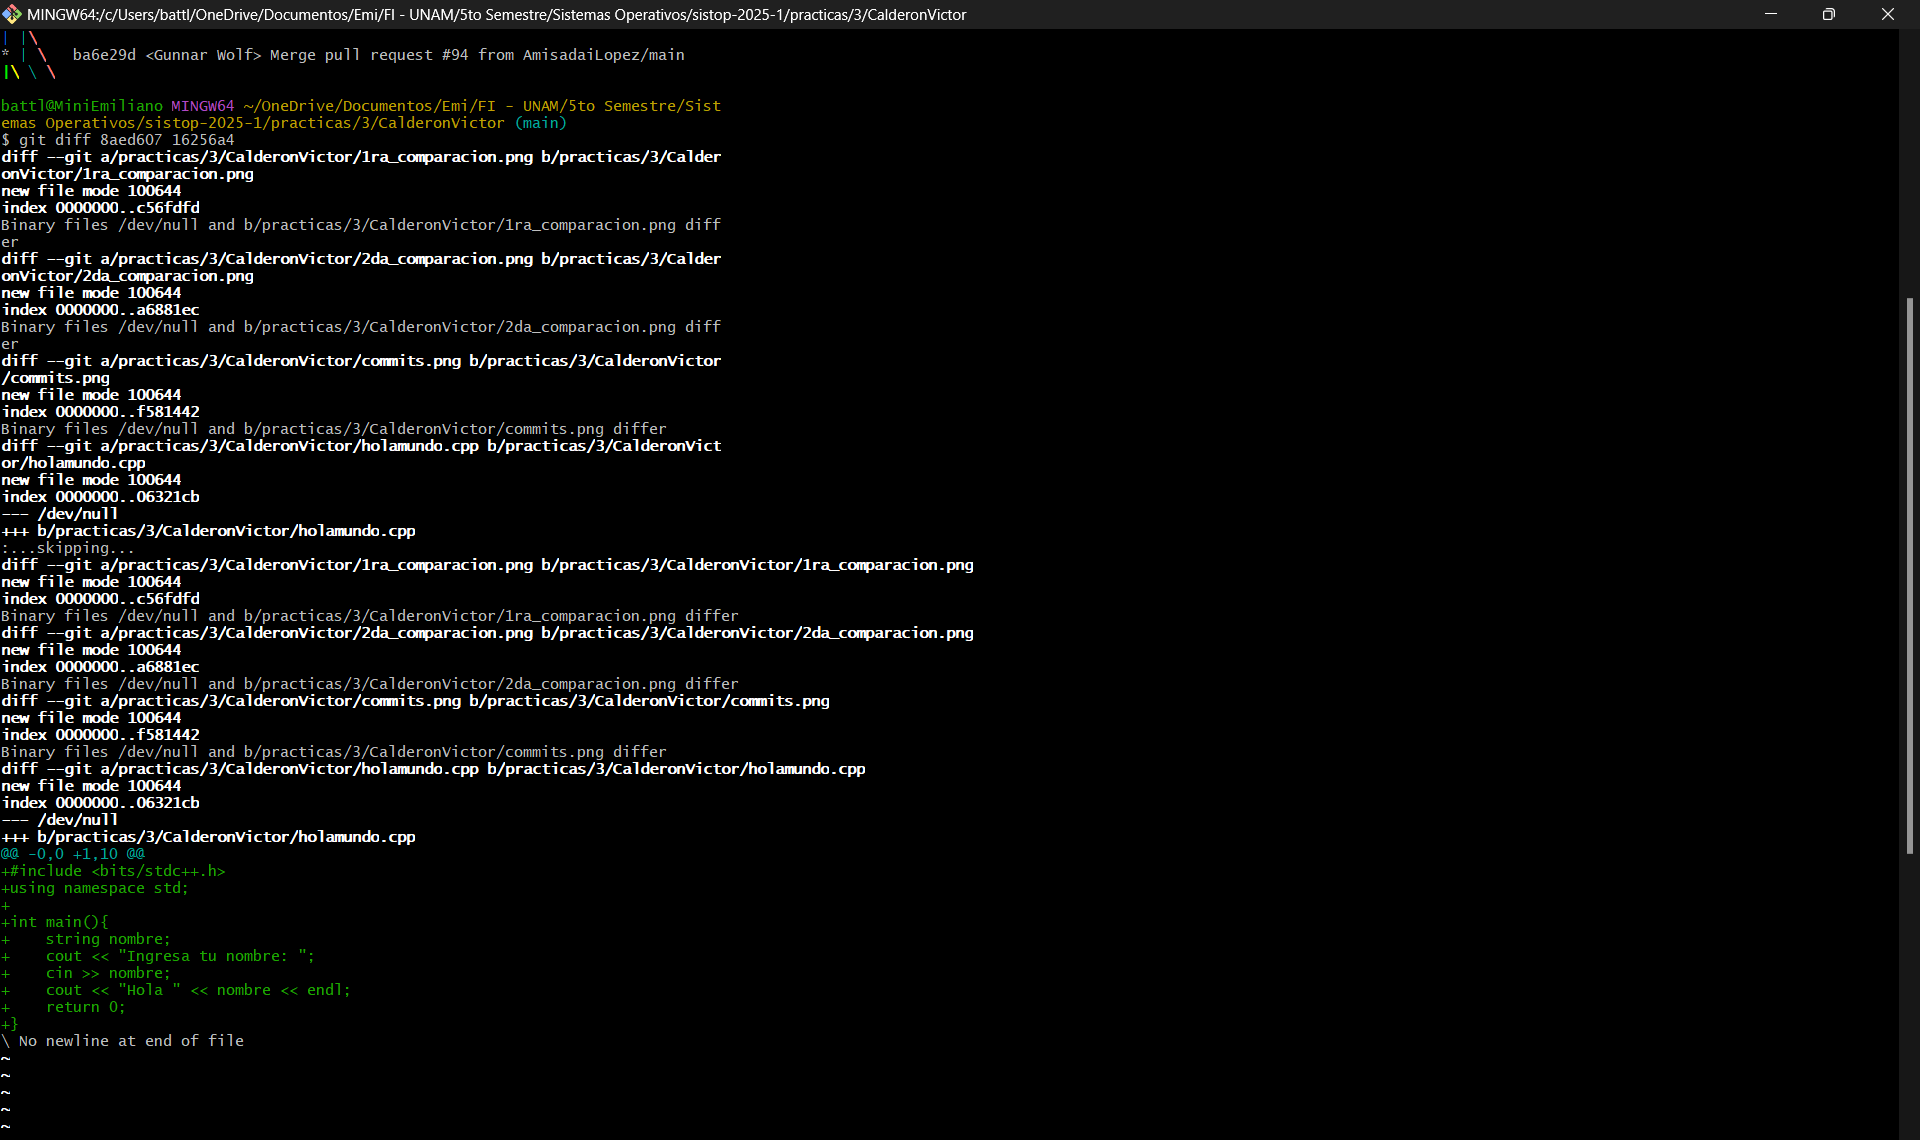 MINGW64:/c/Users/battl/OneDrive/Documentos/Emi/FI - UNAM/5to Semestre/Sistemas Operativos/sistop-2025-1/practicas/3/CalderonVictor
| |\
* | \   ba6e29d <Gunnar Wolf> Merge pull request #94 from AmisadaiLopez/main
|\ \ \
battl@MiniEmiliano MINGW64 ~/OneDrive/Documentos/Emi/FI - UNAM/5to Semestre/Sist
emas Operativos/sistop-2025-1/practicas/3/CalderonVictor (main)
$ git diff 8aed607 16256a4
diff --git a/practicas/3/CalderonVictor/1ra_comparacion.png b/practicas/3/Calder
onVictor/1ra_comparacion.png
new file mode 100644
index 0000000..c56fdfd
Binary files /dev/null and b/practicas/3/CalderonVictor/1ra_comparacion.png diff
er
diff --git a/practicas/3/CalderonVictor/2da_comparacion.png b/practicas/3/Calder
onVictor/2da_comparacion.png
new file mode 100644
index 0000000..a6881ec
Binary files /dev/null and b/practicas/3/CalderonVictor/2da_comparacion.png diff
er
diff --git a/practicas/3/CalderonVictor/commits.png b/practicas/3/CalderonVictor
/commits.png
new file mode 100644
index 0000000..f581442
Binary files /dev/null and b/practicas/3/CalderonVictor/commits.png differ
diff --git a/practicas/3/CalderonVictor/holamundo.cpp b/practicas/3/CalderonVict
or/holamundo.cpp
new file mode 100644
index 0000000..06321cb
--- /dev/null
+++ b/practicas/3/CalderonVictor/holamundo.cpp
:...skipping...
diff --git a/practicas/3/CalderonVictor/1ra_comparacion.png b/practicas/3/CalderonVictor/1ra_comparacion.png
new file mode 100644
index 0000000..c56fdfd
Binary files /dev/null and b/practicas/3/CalderonVictor/1ra_comparacion.png differ
diff --git a/practicas/3/CalderonVictor/2da_comparacion.png b/practicas/3/CalderonVictor/2da_comparacion.png
new file mode 100644
index 0000000..a6881ec
Binary files /dev/null and b/practicas/3/CalderonVictor/2da_comparacion.png differ
diff --git a/practicas/3/CalderonVictor/commits.png b/practicas/3/CalderonVictor/commits.png
new file mode 100644
index 0000000..f581442
Binary files /dev/null and b/practicas/3/CalderonVictor/commits.png differ
diff --git a/practicas/3/CalderonVictor/holamundo.cpp b/practicas/3/CalderonVictor/holamundo.cpp
new file mode 100644
index 0000000..06321cb
--- /dev/null
+++ b/practicas/3/CalderonVictor/holamundo.cpp
@@ -0,0 +1,10 @@
+#include <bits/stdc++.h>
+using namespace std;
+
+int main(){
+    string nombre;
+    cout << "Ingresa tu nombre: ";
+    cin >> nombre;
+    cout << "Hola " << nombre << endl;
+    return 0;
+}
\ No newline at end of file
~
~
~
~
~